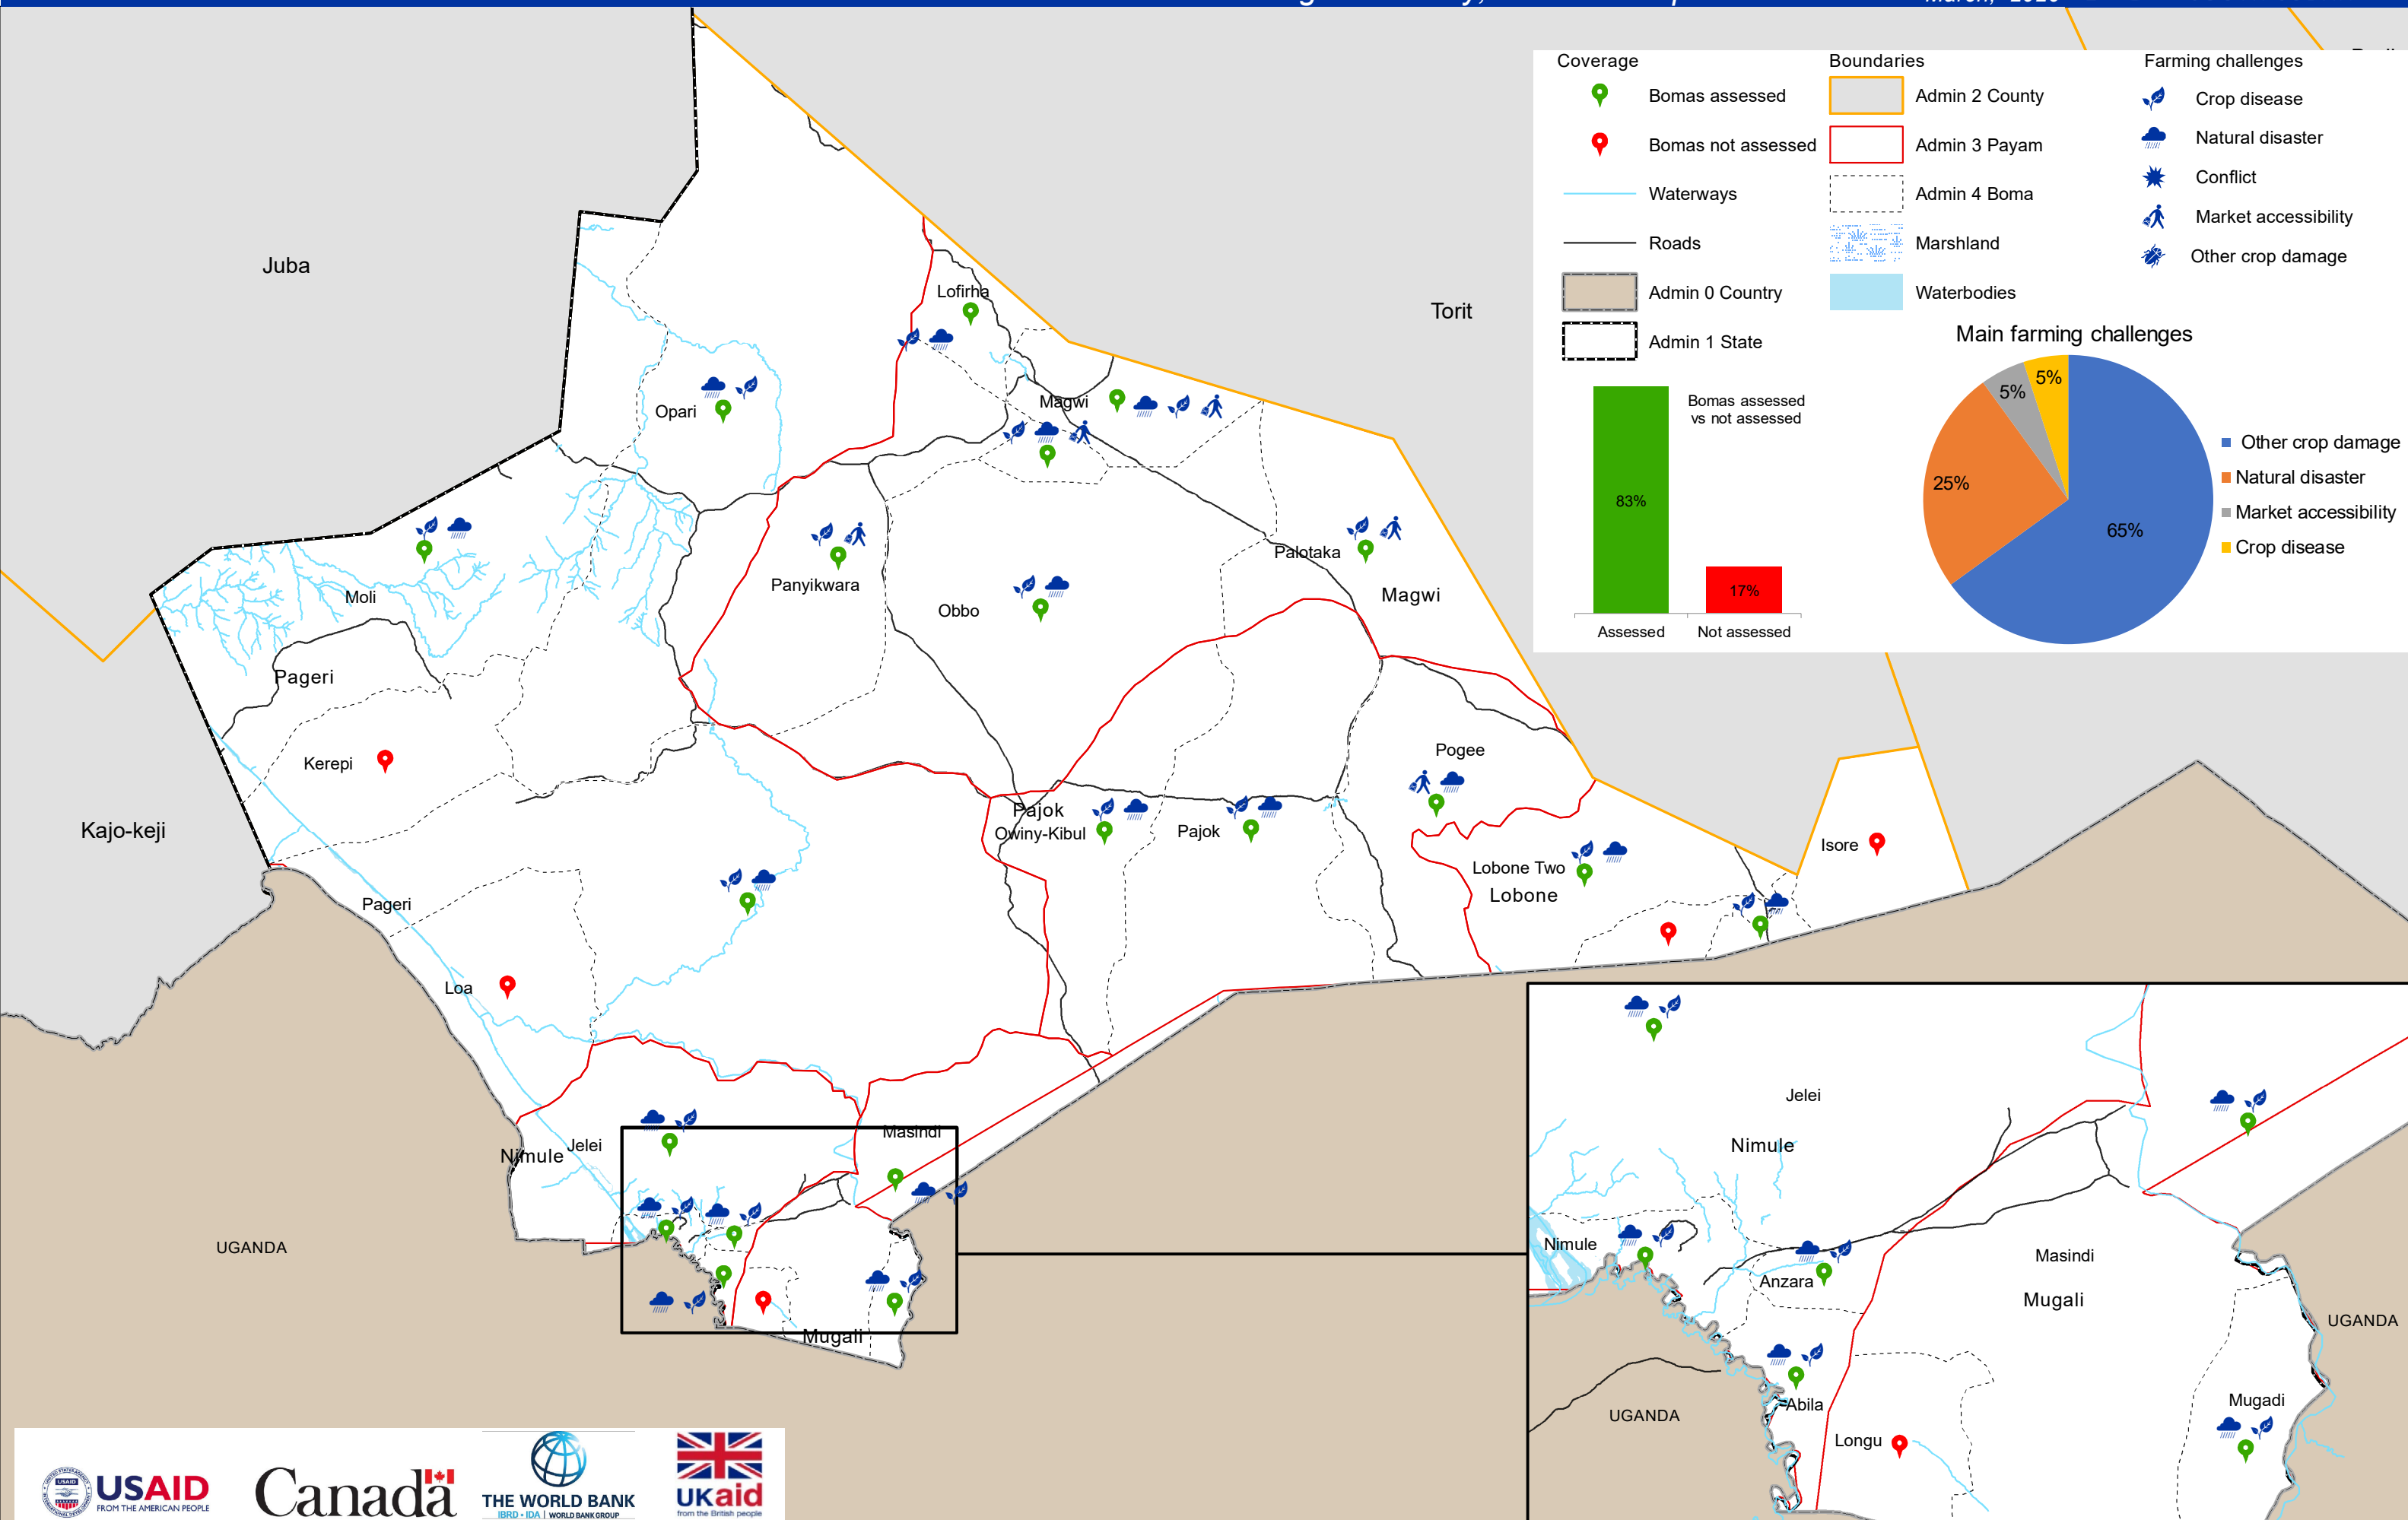 Coverage
Bomas assessed
Bomas not assessed
Waterways
Roads
Admin 0 Country
Admin 1 State
Boundaries
Admin 2 County
Admin 3 Payam
Admin 4 Boma
Marshland
Waterbodies
Farming challenges
Crop disease
Natural disaster
Conflict
Market accessibility
Other crop damage
Bomas assessed
vs not assessed
83%
17%
Assessed
Not assessed
Main farming challenges
5%
5%
25%
65%
Other crop damage
Natural disaster
Market accessibility
Crop disease
Juba
Torit
Lofirha
Opari
Magwi
Palotaka
Panyikwara
Magwi
Moli
Obbo
Pageri
Pogee
Kerepi
Pajok
Owiny-Kibul
Pajok
Kajo-keji
Isore
Lobone Two
Lobone
Pageri
Loa
Masindi
Jelei
Nimule
UGANDA
Mugali
Jelei
Nimule
Nimule
Masindi
Anzara
Mugali
UGANDA
Abila
Mugadi
UGANDA
Longu
USAID
FROM THE AMERICAN PEOPLE
Canada
THE WORLD BANK
IBRD • IDA | WORLD BANK GROUP
UKaid
from the British people